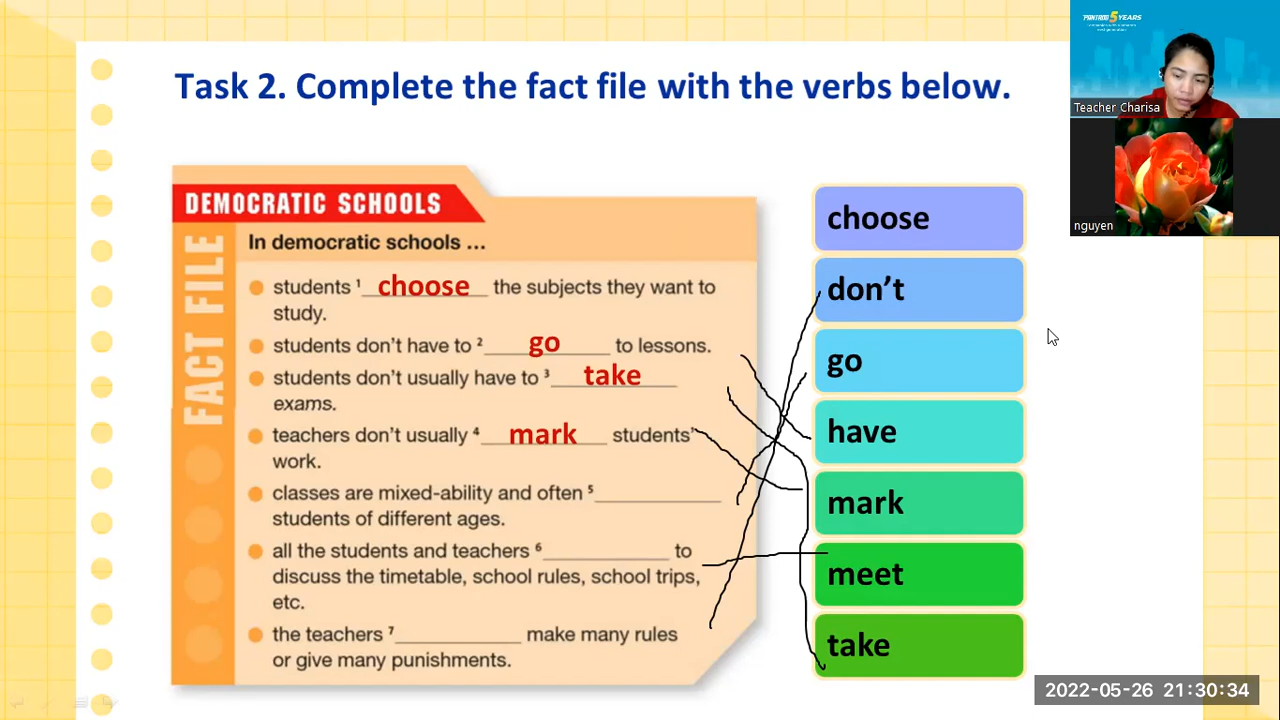 Task 2. Complete the fact file with the verbs below.
5 YEARS
Teacher Charisa
nguyen
DEMOCRATIC SCHOOLS
FACT FILE
In democratic schools ...
students ¹ choose the subjects they want to
study.
students don't have to ² go to lessons.
students don't usually have to ³ take
exams.
teachers don't usually ⁴ mark students'
work.
classes are mixed-ability and often ⁵____________
students of different ages.
all the students and teachers ⁶____________ to
discuss the timetable, school rules, school trips,
etc.
the teachers ⁷____________ make many rules
or give many punishments.
choose
don't
go
have
mark
meet
take
2022-05-26 21:30:34